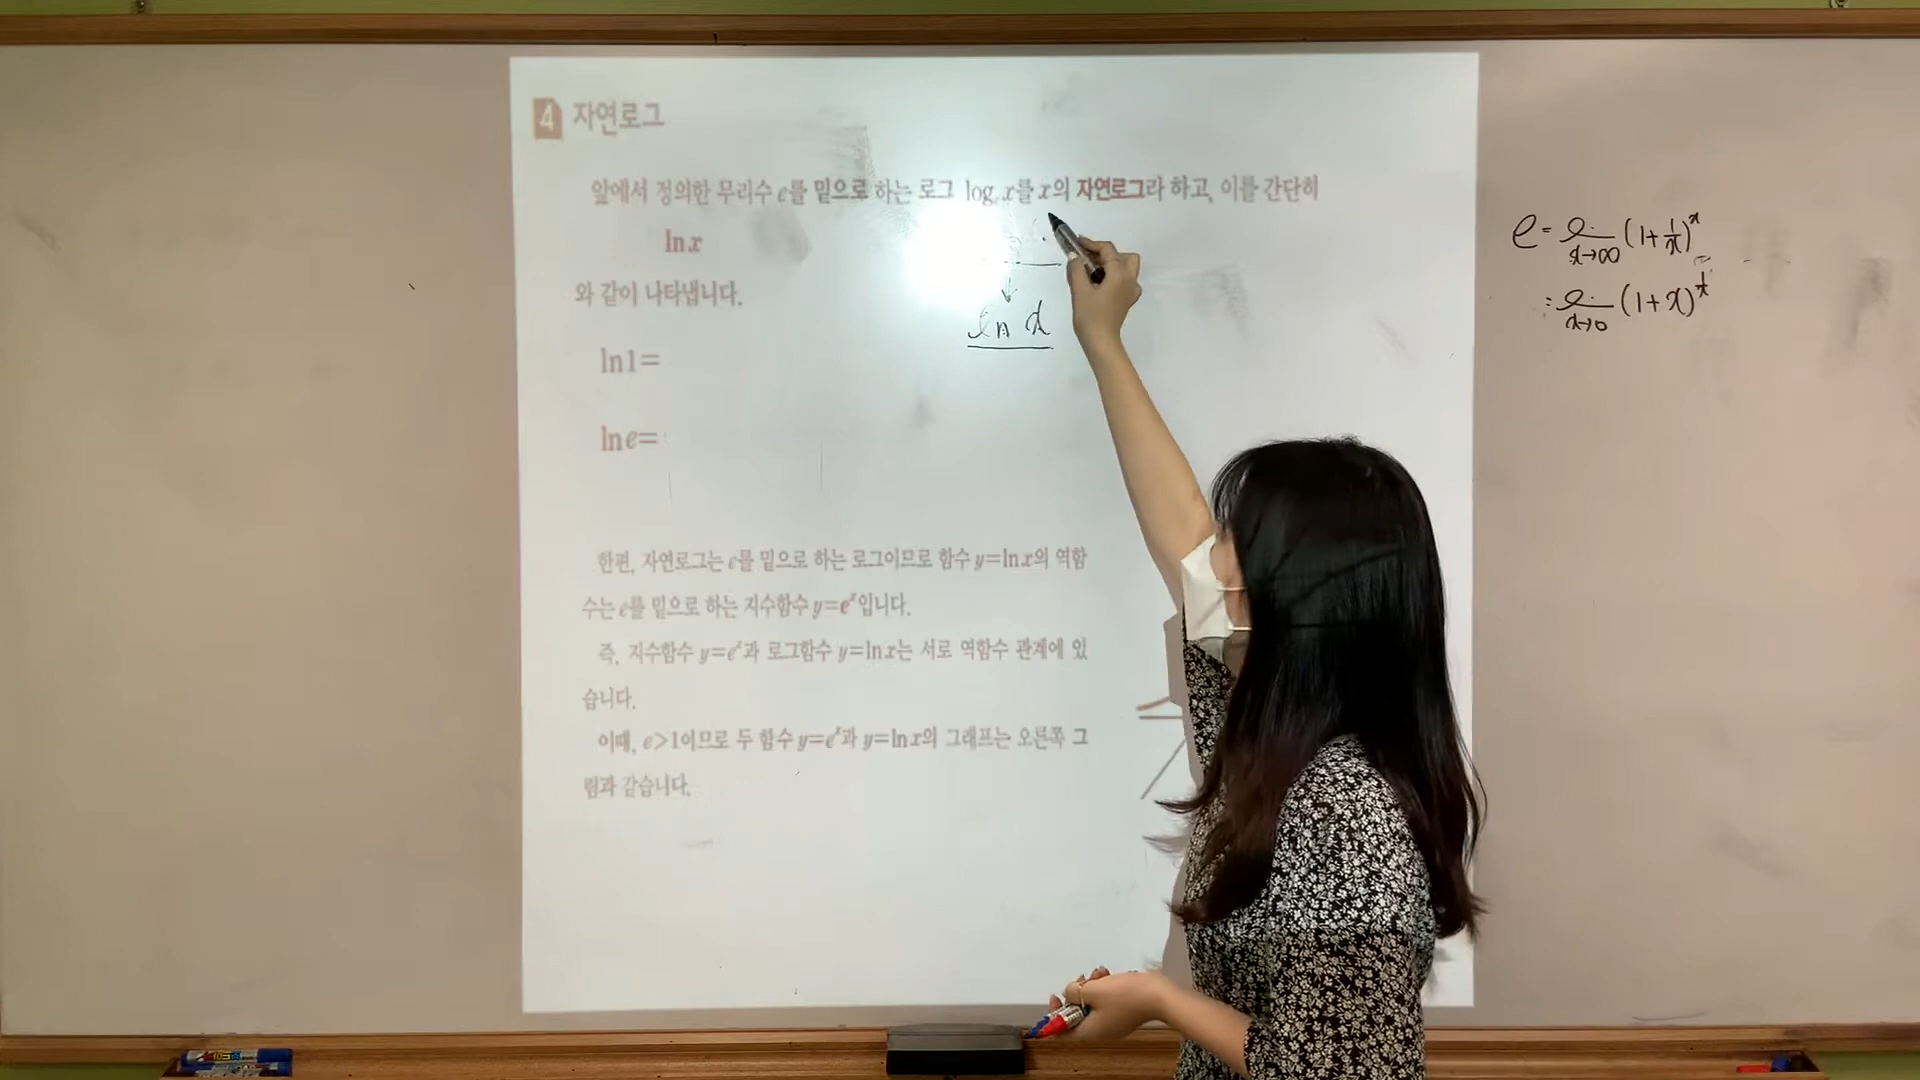 4 자연로그
앞에서 정의한 무리수 e를 밑으로 하는 로그 logₑ x를 x의 자연로그라 하고, 이를 간단히
ln x
와 같이 나타냅니다.
ln x
ln1=
ln e=
한편, 자연로그는 e를 밑으로 하는 로그이므로 함수 y=ln x의 역함
수는 e를 밑으로 하는 지수함수 y=eˣ입니다.
즉, 지수함수 y=eˣ과 로그함수 y=ln x는 서로 역함수 관계에 있
습니다.
이때, e>1이므로 두 함수 y=eˣ과 y=ln x의 그래프는 오른쪽 그
림과 같습니다.
e = lim x→∞ (1+1/x)^x
= lim x→0 (1+x)^(1/x)